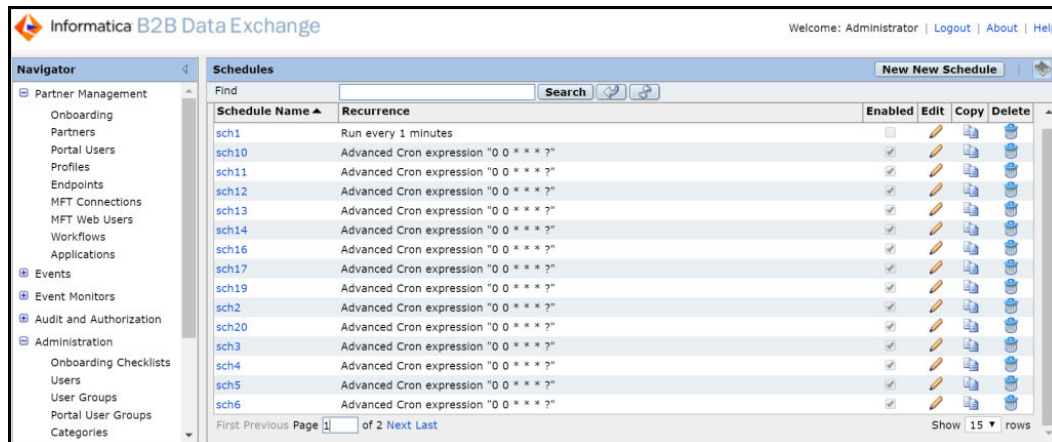 Informatica B2B Data Exchange
Welcome: Administrator | Logout | About | Help
Navigator
Partner Management
Onboarding
Partners
Portal Users
Profiles
Endpoints
MFT Connections
MFT Web Users
Workflows
Applications
Events
Event Monitors
Audit and Authorization
Administration
Onboarding Checklists
Users
User Groups
Portal User Groups
Categories
Schedules New New Schedule
Find Search
Schedule Name Recurrence Enabled Edit Copy Delete
sch1 Run every 1 minutes
sch10 Advanced Cron expression "0 0 * * * ?"
sch11 Advanced Cron expression "0 0 * * * ?"
sch12 Advanced Cron expression "0 0 * * * ?"
sch13 Advanced Cron expression "0 0 * * * ?"
sch14 Advanced Cron expression "0 0 * * * ?"
sch16 Advanced Cron expression "0 0 * * * ?"
sch17 Advanced Cron expression "0 0 * * * ?"
sch19 Advanced Cron expression "0 0 * * * ?"
sch2 Advanced Cron expression "0 0 * * * ?"
sch20 Advanced Cron expression "0 0 * * * ?"
sch3 Advanced Cron expression "0 0 * * * ?"
sch4 Advanced Cron expression "0 0 * * * ?"
sch5 Advanced Cron expression "0 0 * * * ?"
sch6 Advanced Cron expression "0 0 * * * ?"
First Previous Page 1 of 2 Next Last Show 15 rows